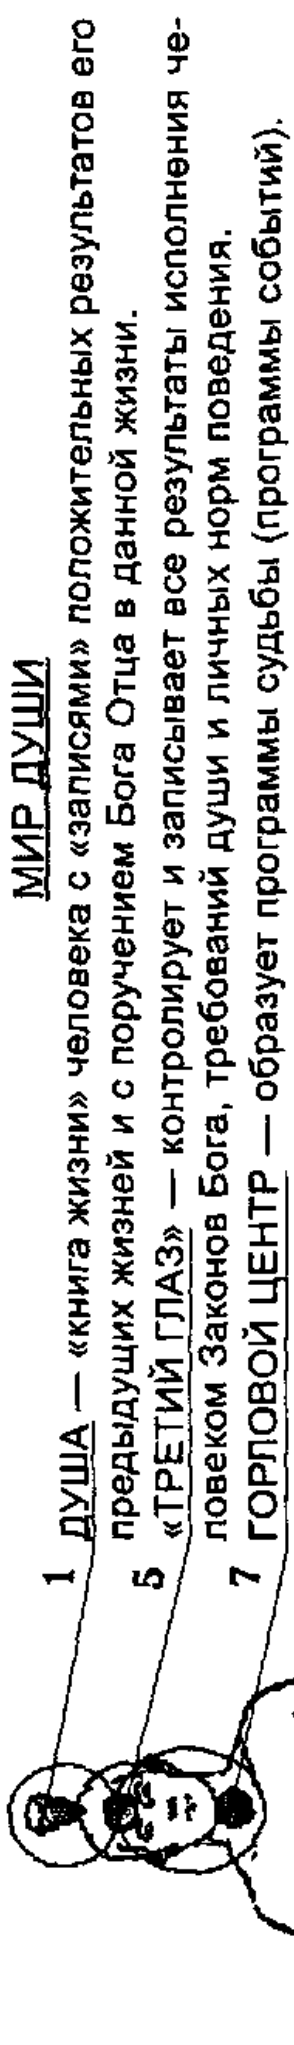 МИР ДУШИ
1 ДУША — «книга жизни» человека с «записями» положительных результатов его
предыдущих жизней и с поручением Бога Отца в данной жизни.
5 «ТРЕТИЙ ГЛАЗ» — контролирует и записывает все результаты исполнения че-
ловеком Законов Бога, требований души и личных норм поведения.
7 ГОРЛОВОЙ ЦЕНТР — образует программы судьбы (программы событий).